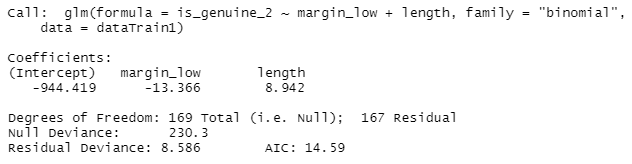 Call:  glm(formula = is_genuine_2 ~ margin_low + length, family = "binomial",
    data = dataTrain1)
Coefficients:
(Intercept)   margin_low       length
   -944.419      -13.366        8.942
Degrees of Freedom: 169 Total (i.e. Null);  167 Residual
Null Deviance:      230.3
Residual Deviance: 8.586        AIC: 14.59